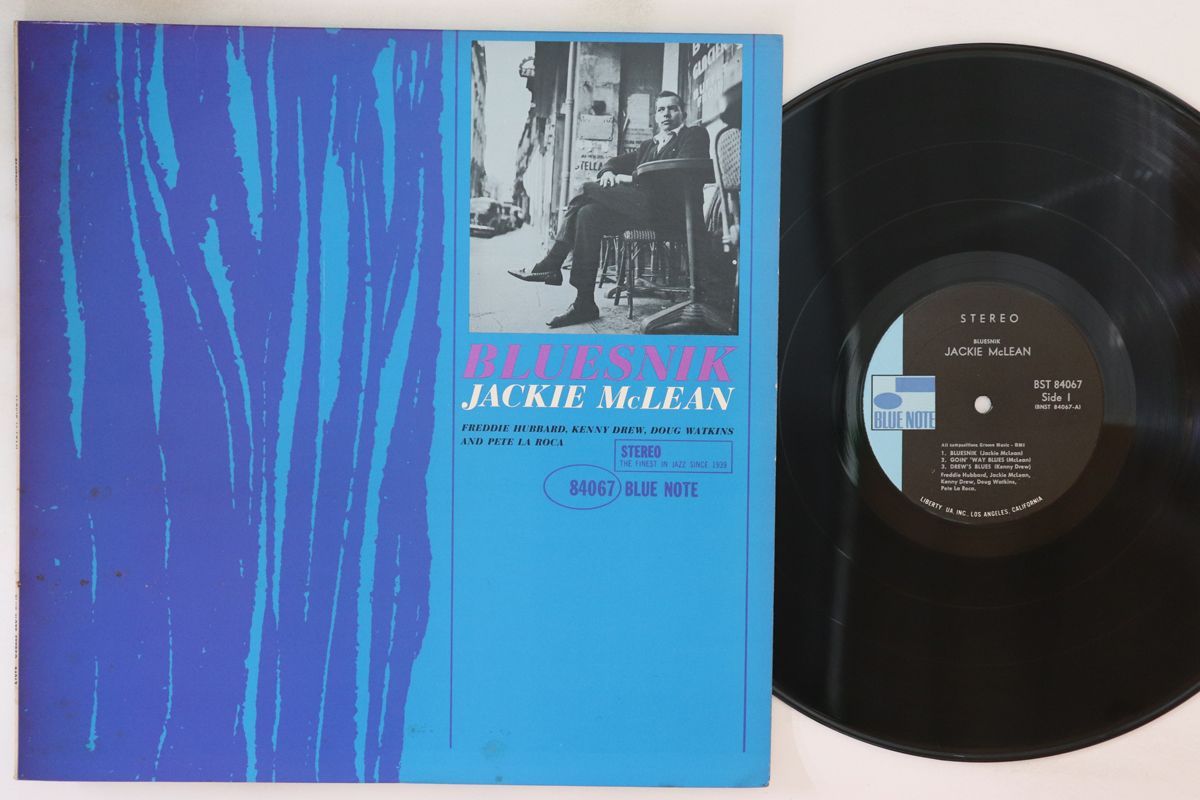 STELLA
BLUESNIK
JACKIE McLEAN
FREDDIE HUBBARD, KENNY DREW, DOUG WATKINS
AND PETE LA ROCA
STEREO
THE FINEST IN JAZZ SINCE 1939
84067 BLUE NOTE
STEREO
BLUESNIK
JACKIE McLEAN
BST 84067
Side 1
(BNST 84067-A)
BLUE NOTE
All compositions Groove Music - BMI
1. BLUESNIK (Jackie McLean)
2. GOIN' 'WAY BLUES (McLean)
3. DREW'S BLUES (Kenny Drew)
Freddie Hubbard, Jackie McLean,
Kenny Drew, Doug Watkins,
Pete La Roca.
LIBERTY UA, INC., LOS ANGELES, CALIFORNIA